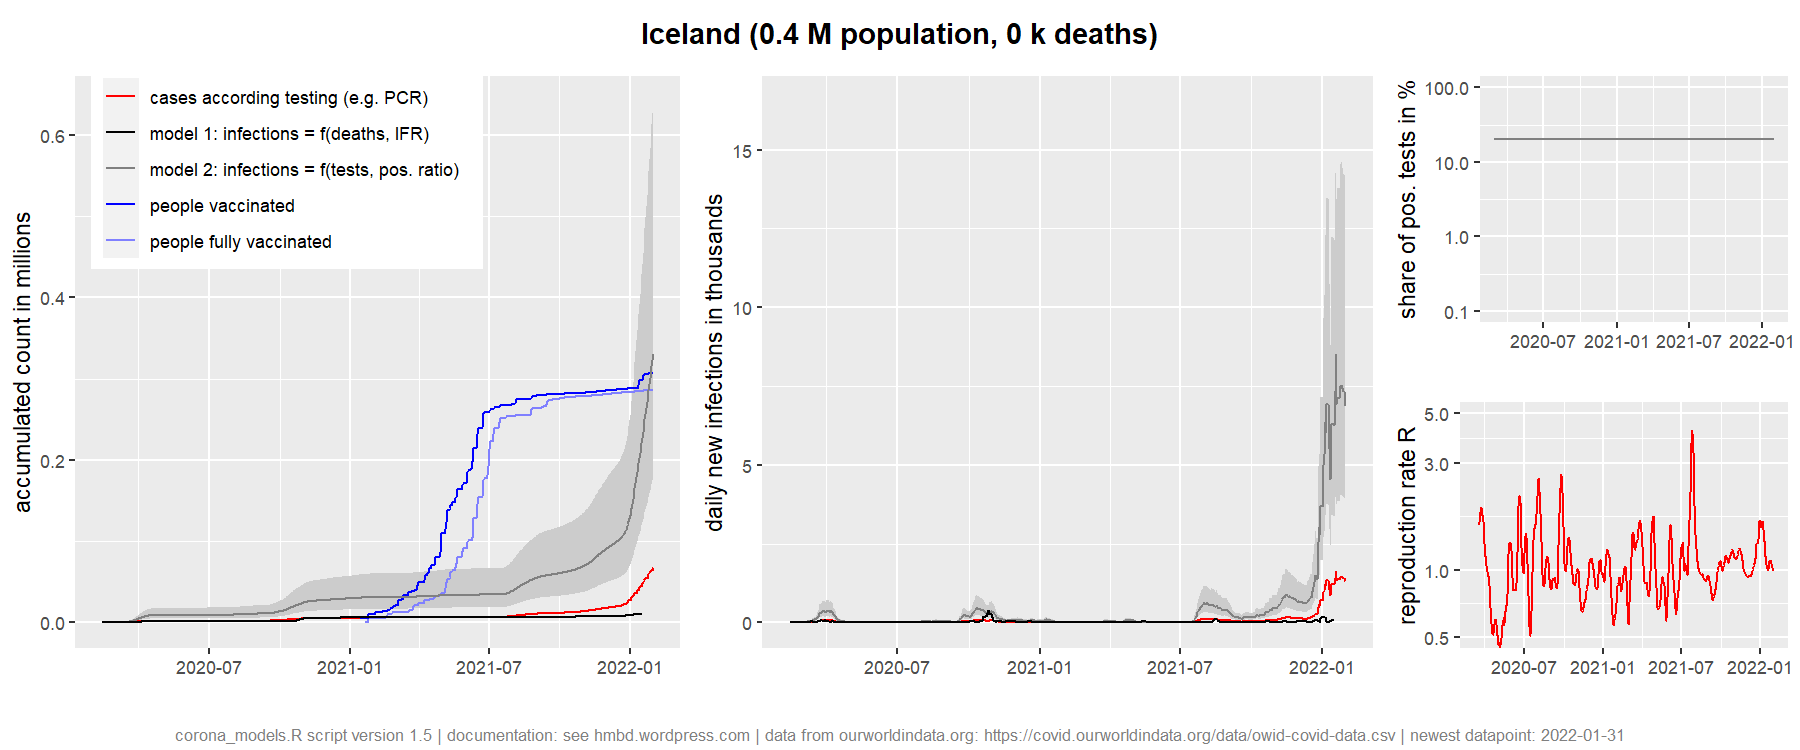 Iceland (0.4 M population, 0 k deaths)
accumulated count in millions
0.6
0.4
0.2
0.0
cases according testing (e.g. PCR)
model 1: infections = f(deaths, IFR)
model 2: infections = f(tests, pos. ratio)
people vaccinated
people fully vaccinated
2020-07 2021-01 2021-07 2022-01
daily new infections in thousands
15
10
5
0
2020-07 2021-01 2021-07 2022-01
share of pos. tests in %
100.0
10.0
1.0
0.1
2020-07 2021-01 2021-07 2022-01
reproduction rate R
5.0
3.0
1.0
0.5
2020-07 2021-01 2021-07 2022-01
corona_models.R script version 1.5 | documentation: see hmbd.wordpress.com | data from ourworldindata.org: https://covid.ourworldindata.org/data/owid-covid-data.csv | newest datapoint: 2022-01-31